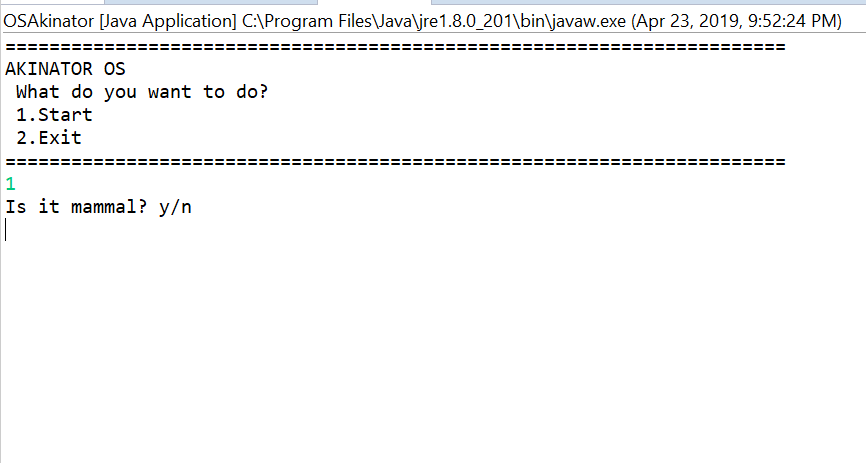 OSAkinator [Java Application] C:\Program Files\Java\jre1.8.0_201\bin\javaw.exe (Apr 23, 2019, 9:52:24 PM)
=======================================================================
AKINATOR OS
What do you want to do?
1.Start
2.Exit
=======================================================================
1
Is it mammal? y/n